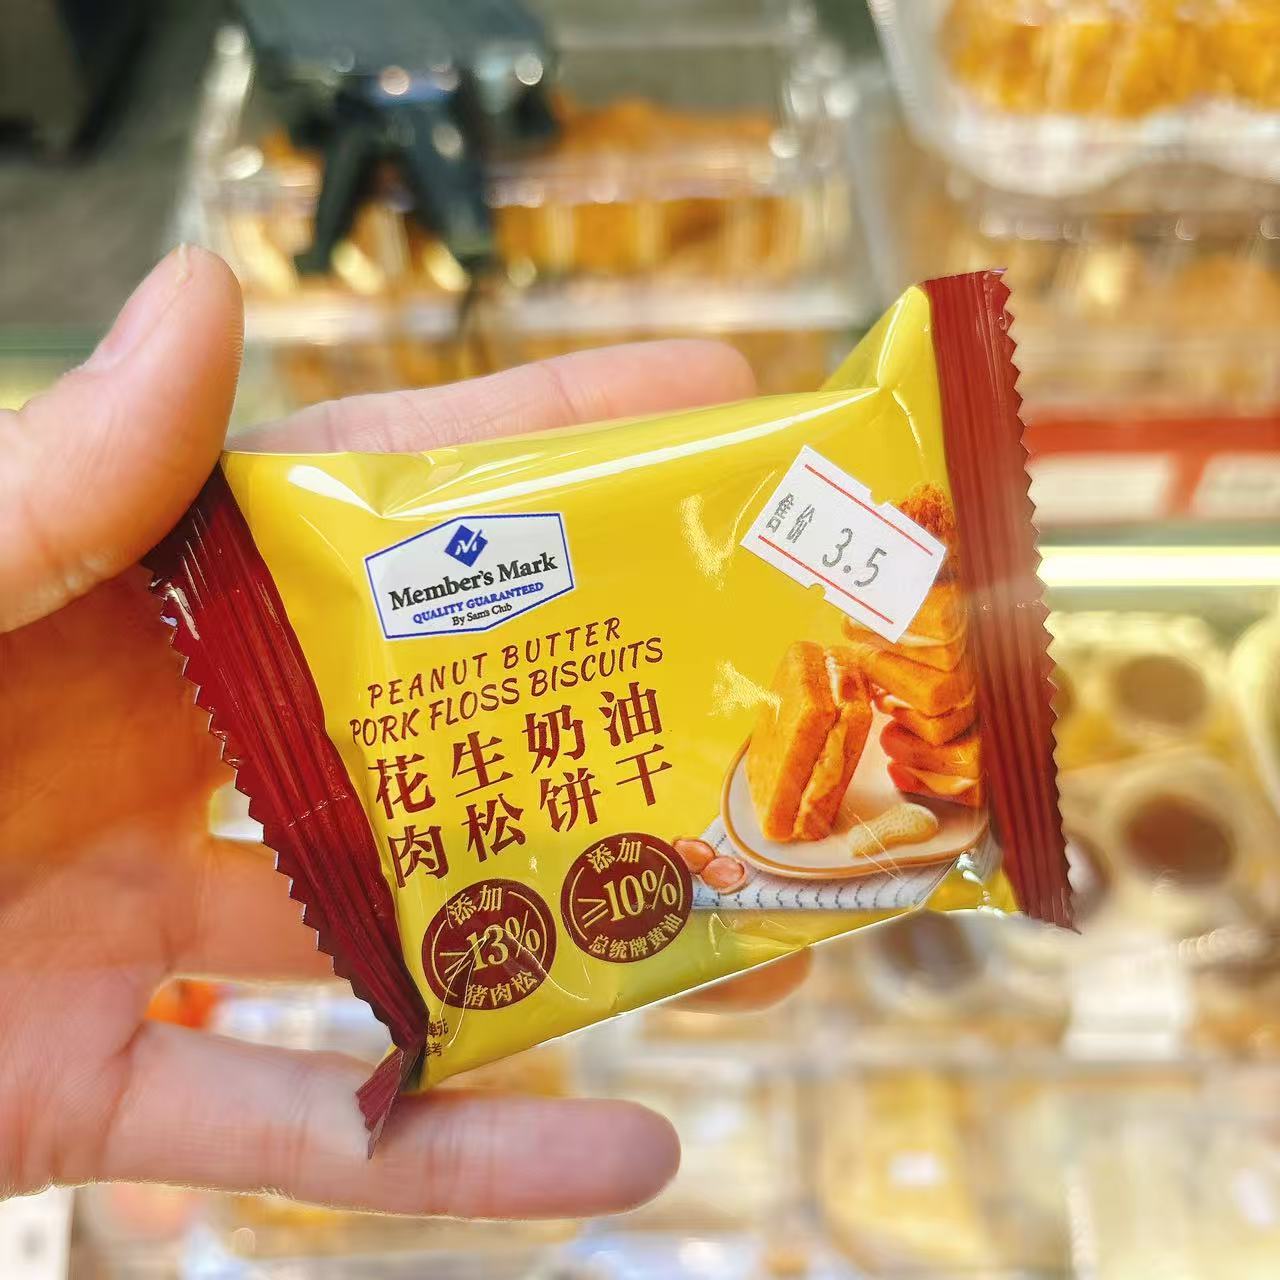 Member's Mark
QUALITY GUARANTEED
By Sam's Club
售价 3.5
PEANUT BUTTER
PORK FLOSS BISCUITS
花生奶油
肉松饼干
添加
13%
猪肉松
添加
10%
总统牌黄油